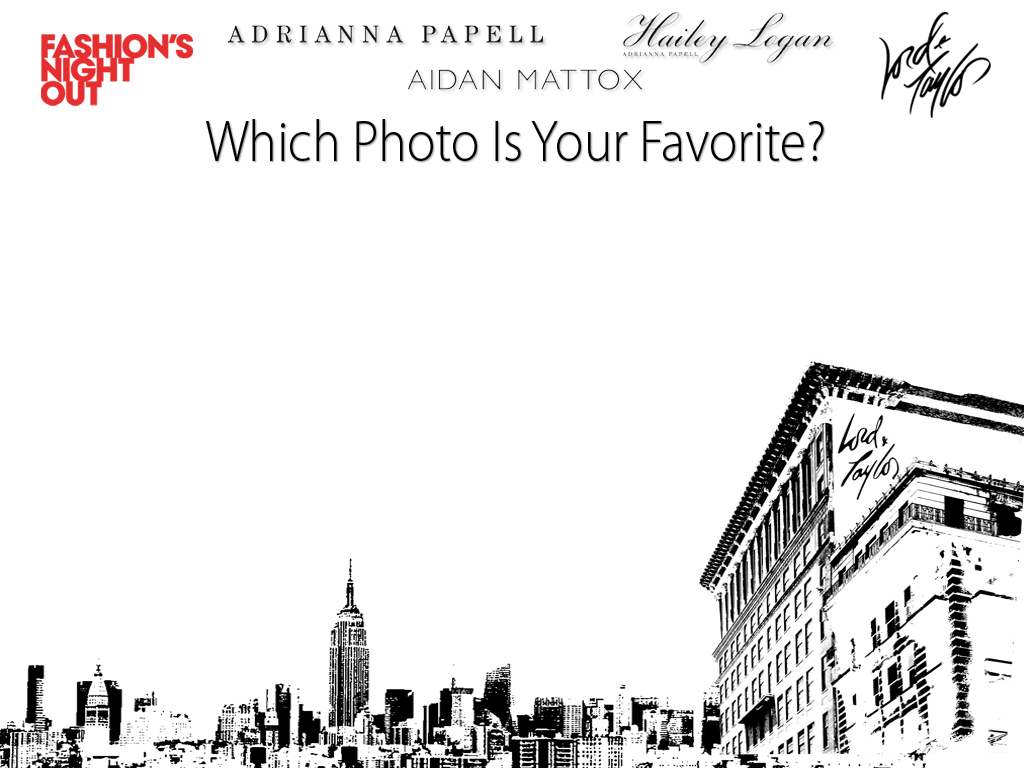 FASHION'S
NIGHT
OUT
ADRIANNA PAPELL
Hailey Logan
ADRIANNA PAPELL
AIDAN MATTOX
Lord &
Taylor
Which Photo Is Your Favorite?
Lord &
Taylor